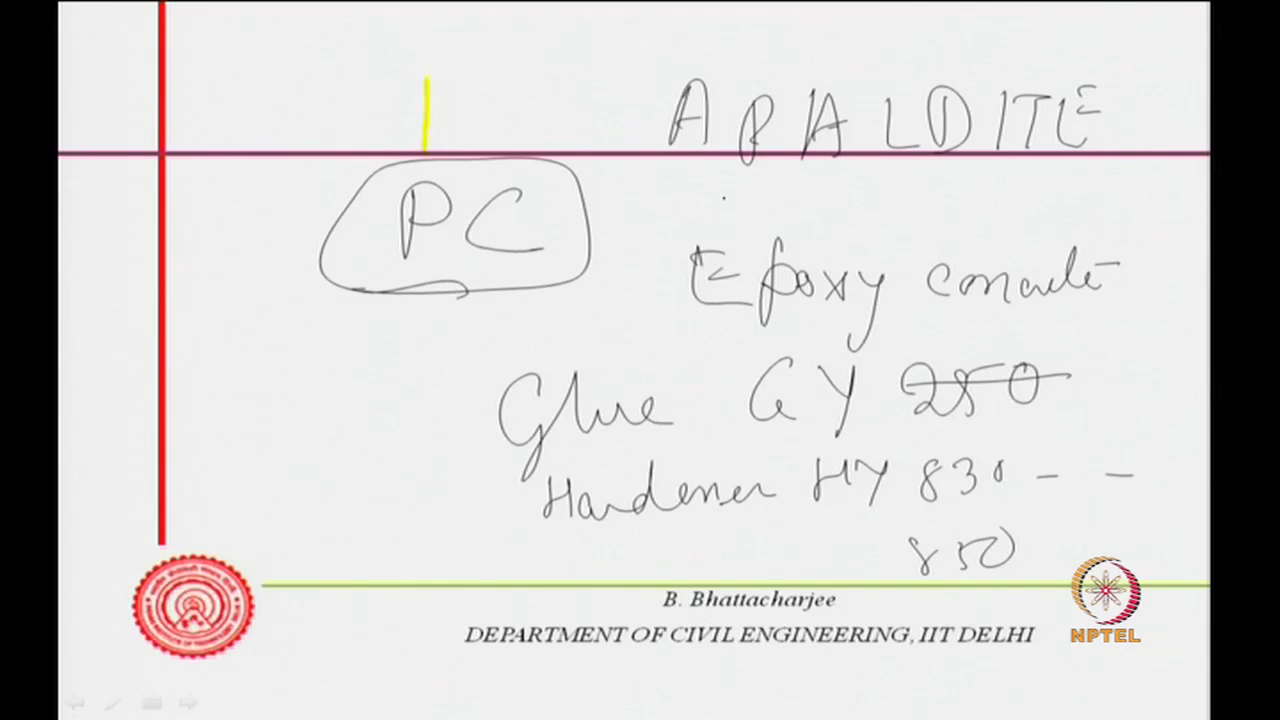 ARALDITE
PC
Epoxy concrete
Glue GY 250
Hardener HY 830 - -
850
B. Bhattacharjee
DEPARTMENT OF CIVIL ENGINEERING, IIT DELHI
NPTEL